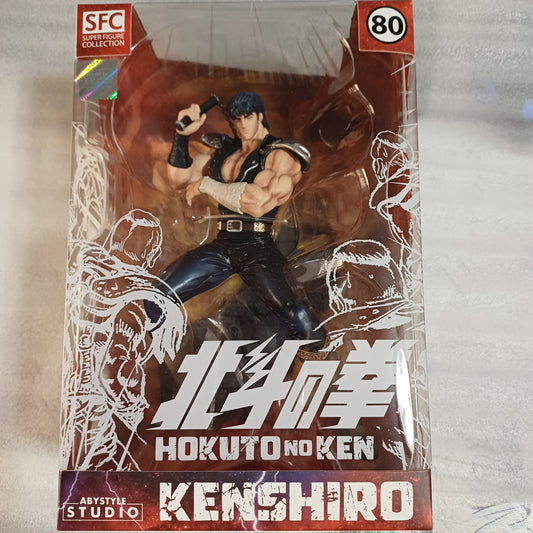 SFC
SUPER FIGURE
COLLECTION
80
北斗の拳
HOKUTO NO KEN
ABYSTYLE
STUDIO
KENSHIRO